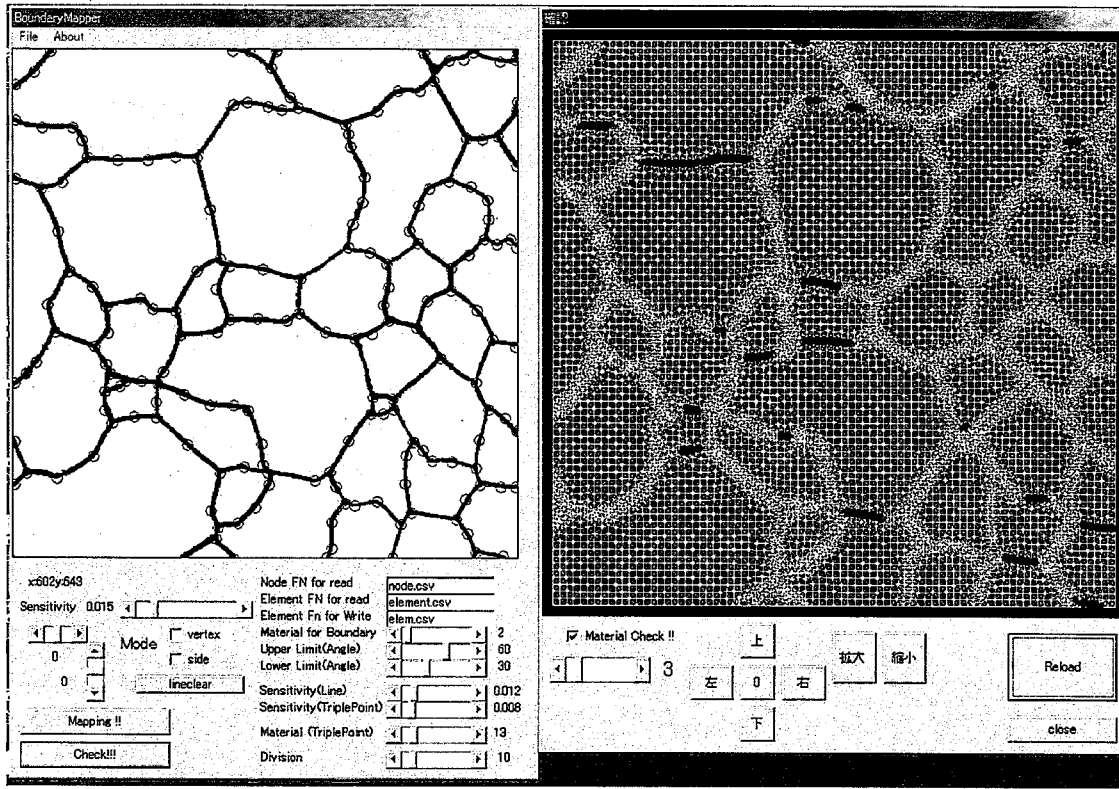 BoundaryMapper
File About
x:602y:543
Sensitivity 0.015
0
0
Mode
vertex
side
lineclear
Mapping !!
Check!!!
Node FN for read node.csv
Element FN for read element.csv
Element Fn for Write elem.csv
Material for Boundary 2
Upper Limit(Angle) 60
Lower Limit(Angle) 30
Sensitivity(Line) 0.012
Sensitivity(TriplePoint) 0.008
Material (TriplePoint) 13
Division 10
Material Check !!
3
上
左 0 右
下
拡大 縮小
Reload
close